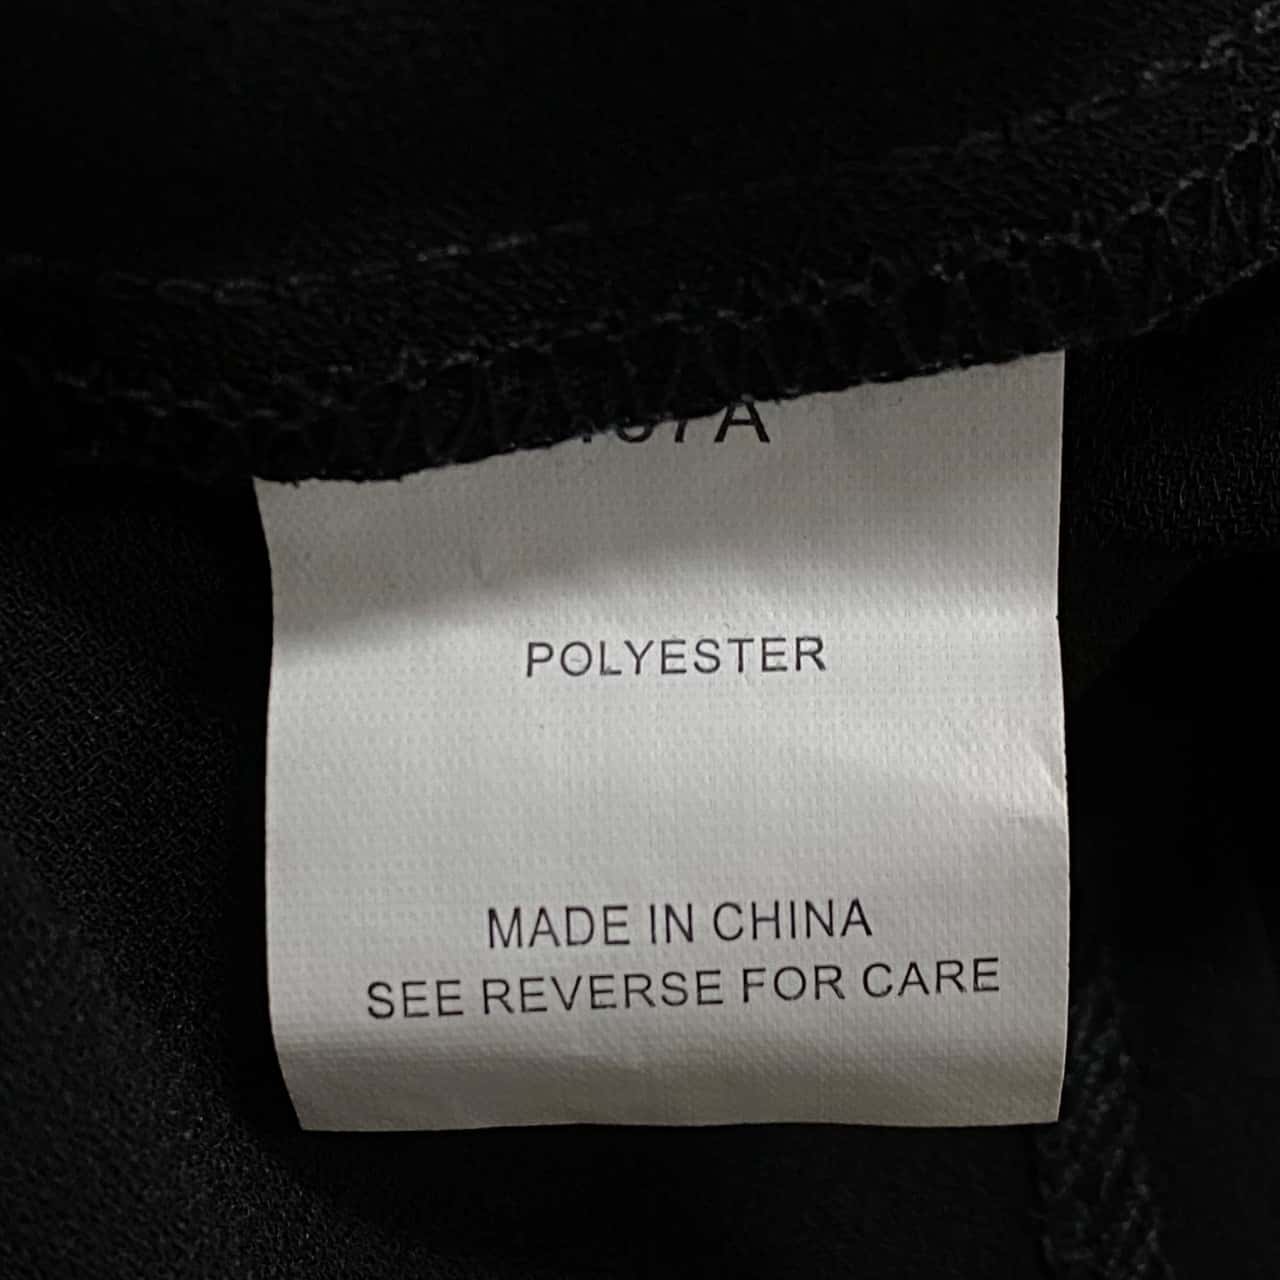 POLYESTER
MADE IN CHINA
SEE REVERSE FOR CARE